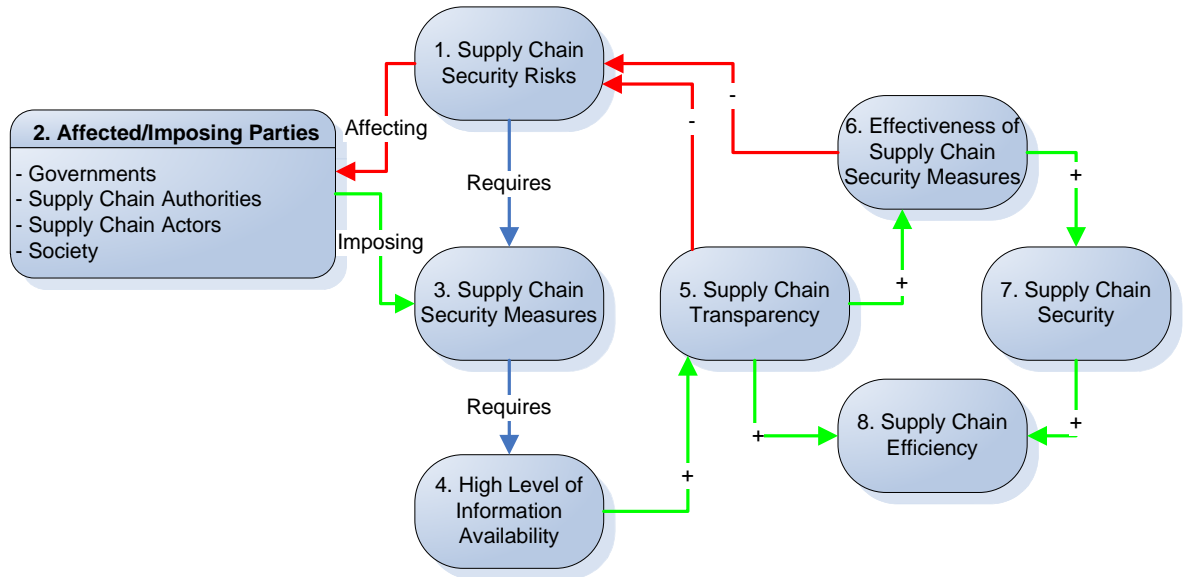 1. Supply Chain
Security Risks
2. Affected/Imposing Parties
- Governments
- Supply Chain Authorities
- Supply Chain Actors
- Society
Affecting
Imposing
Requires
3. Supply Chain
Security Measures
Requires
4. High Level of
Information
Availability
+
5. Supply Chain
Transparency
-
-
+
6. Effectiveness of
Supply Chain
Security Measures
+
7. Supply Chain
Security
+
+
8. Supply Chain
Efficiency